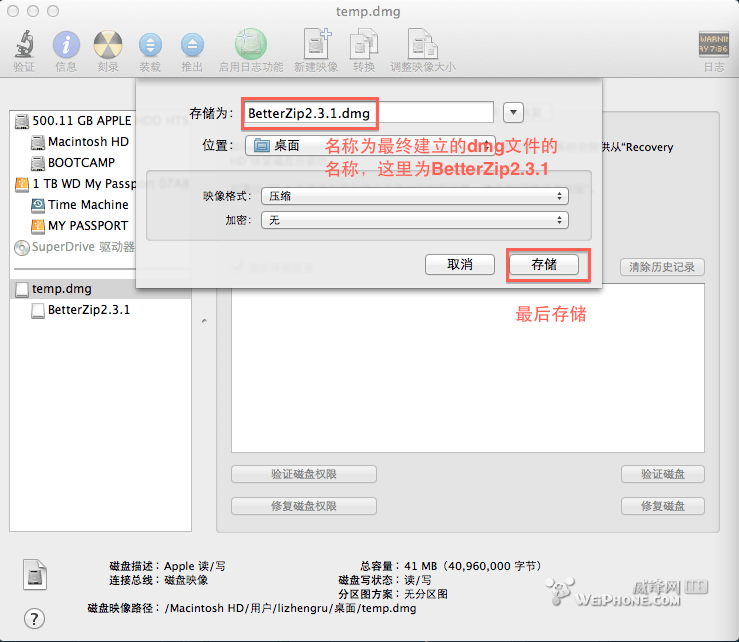 temp.dmg
验证 信息 刻录 装载 推出 启用日志功能 新建映像 转换 调整映像大小 日志
WARNIN
存储为： BetterZip2.3.1.dmg
位置： 桌面
名称为最终建立的dmg文件的
名称，这里为BetterZip2.3.1
映像格式： 压缩
加密： 无
取消 存储
最后存储
500.11 GB APPLE
Macintosh HD
BOOTCAMP
1 TB WD My Passp
Time Machine
MY PASSPORT
SuperDrive 驱动器
temp.dmg
BetterZip2.3.1
共从“Recovery
清除历史记录
验证磁盘权限 验证磁盘
修复磁盘权限 修复磁盘
磁盘描述：Apple 读/写 总容量：41 MB（40,960,000 字节）
连接总线：磁盘映像 磁盘写状态：读/写
分区图方案：无分区图
磁盘映像路径：/Macintosh HD/用户/lizhengru/桌面/temp.dmg
?
威锋网
WEIPHONE.COM